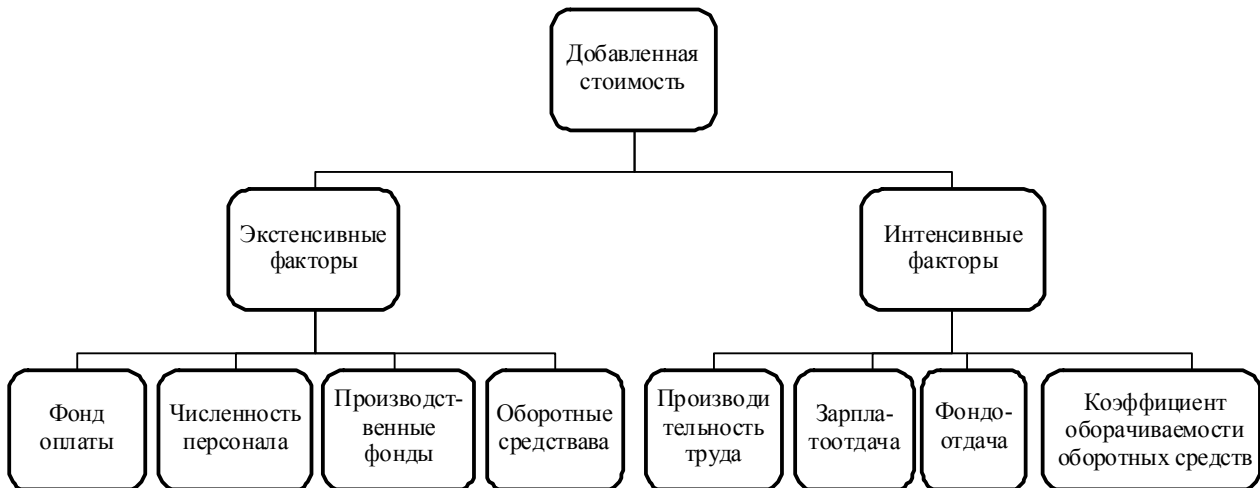 Добавленная
стоимость
Экстенсивные
факторы
Интенсивные
факторы
Фонд
оплаты
Численность
персонала
Производст-
венные
фонды
Оборотные
средствава
Производи
тельность
труда
Зарпла-
тоотдача
Фондо-
отдача
Коэффициент
оборачиваемости
оборотных средств